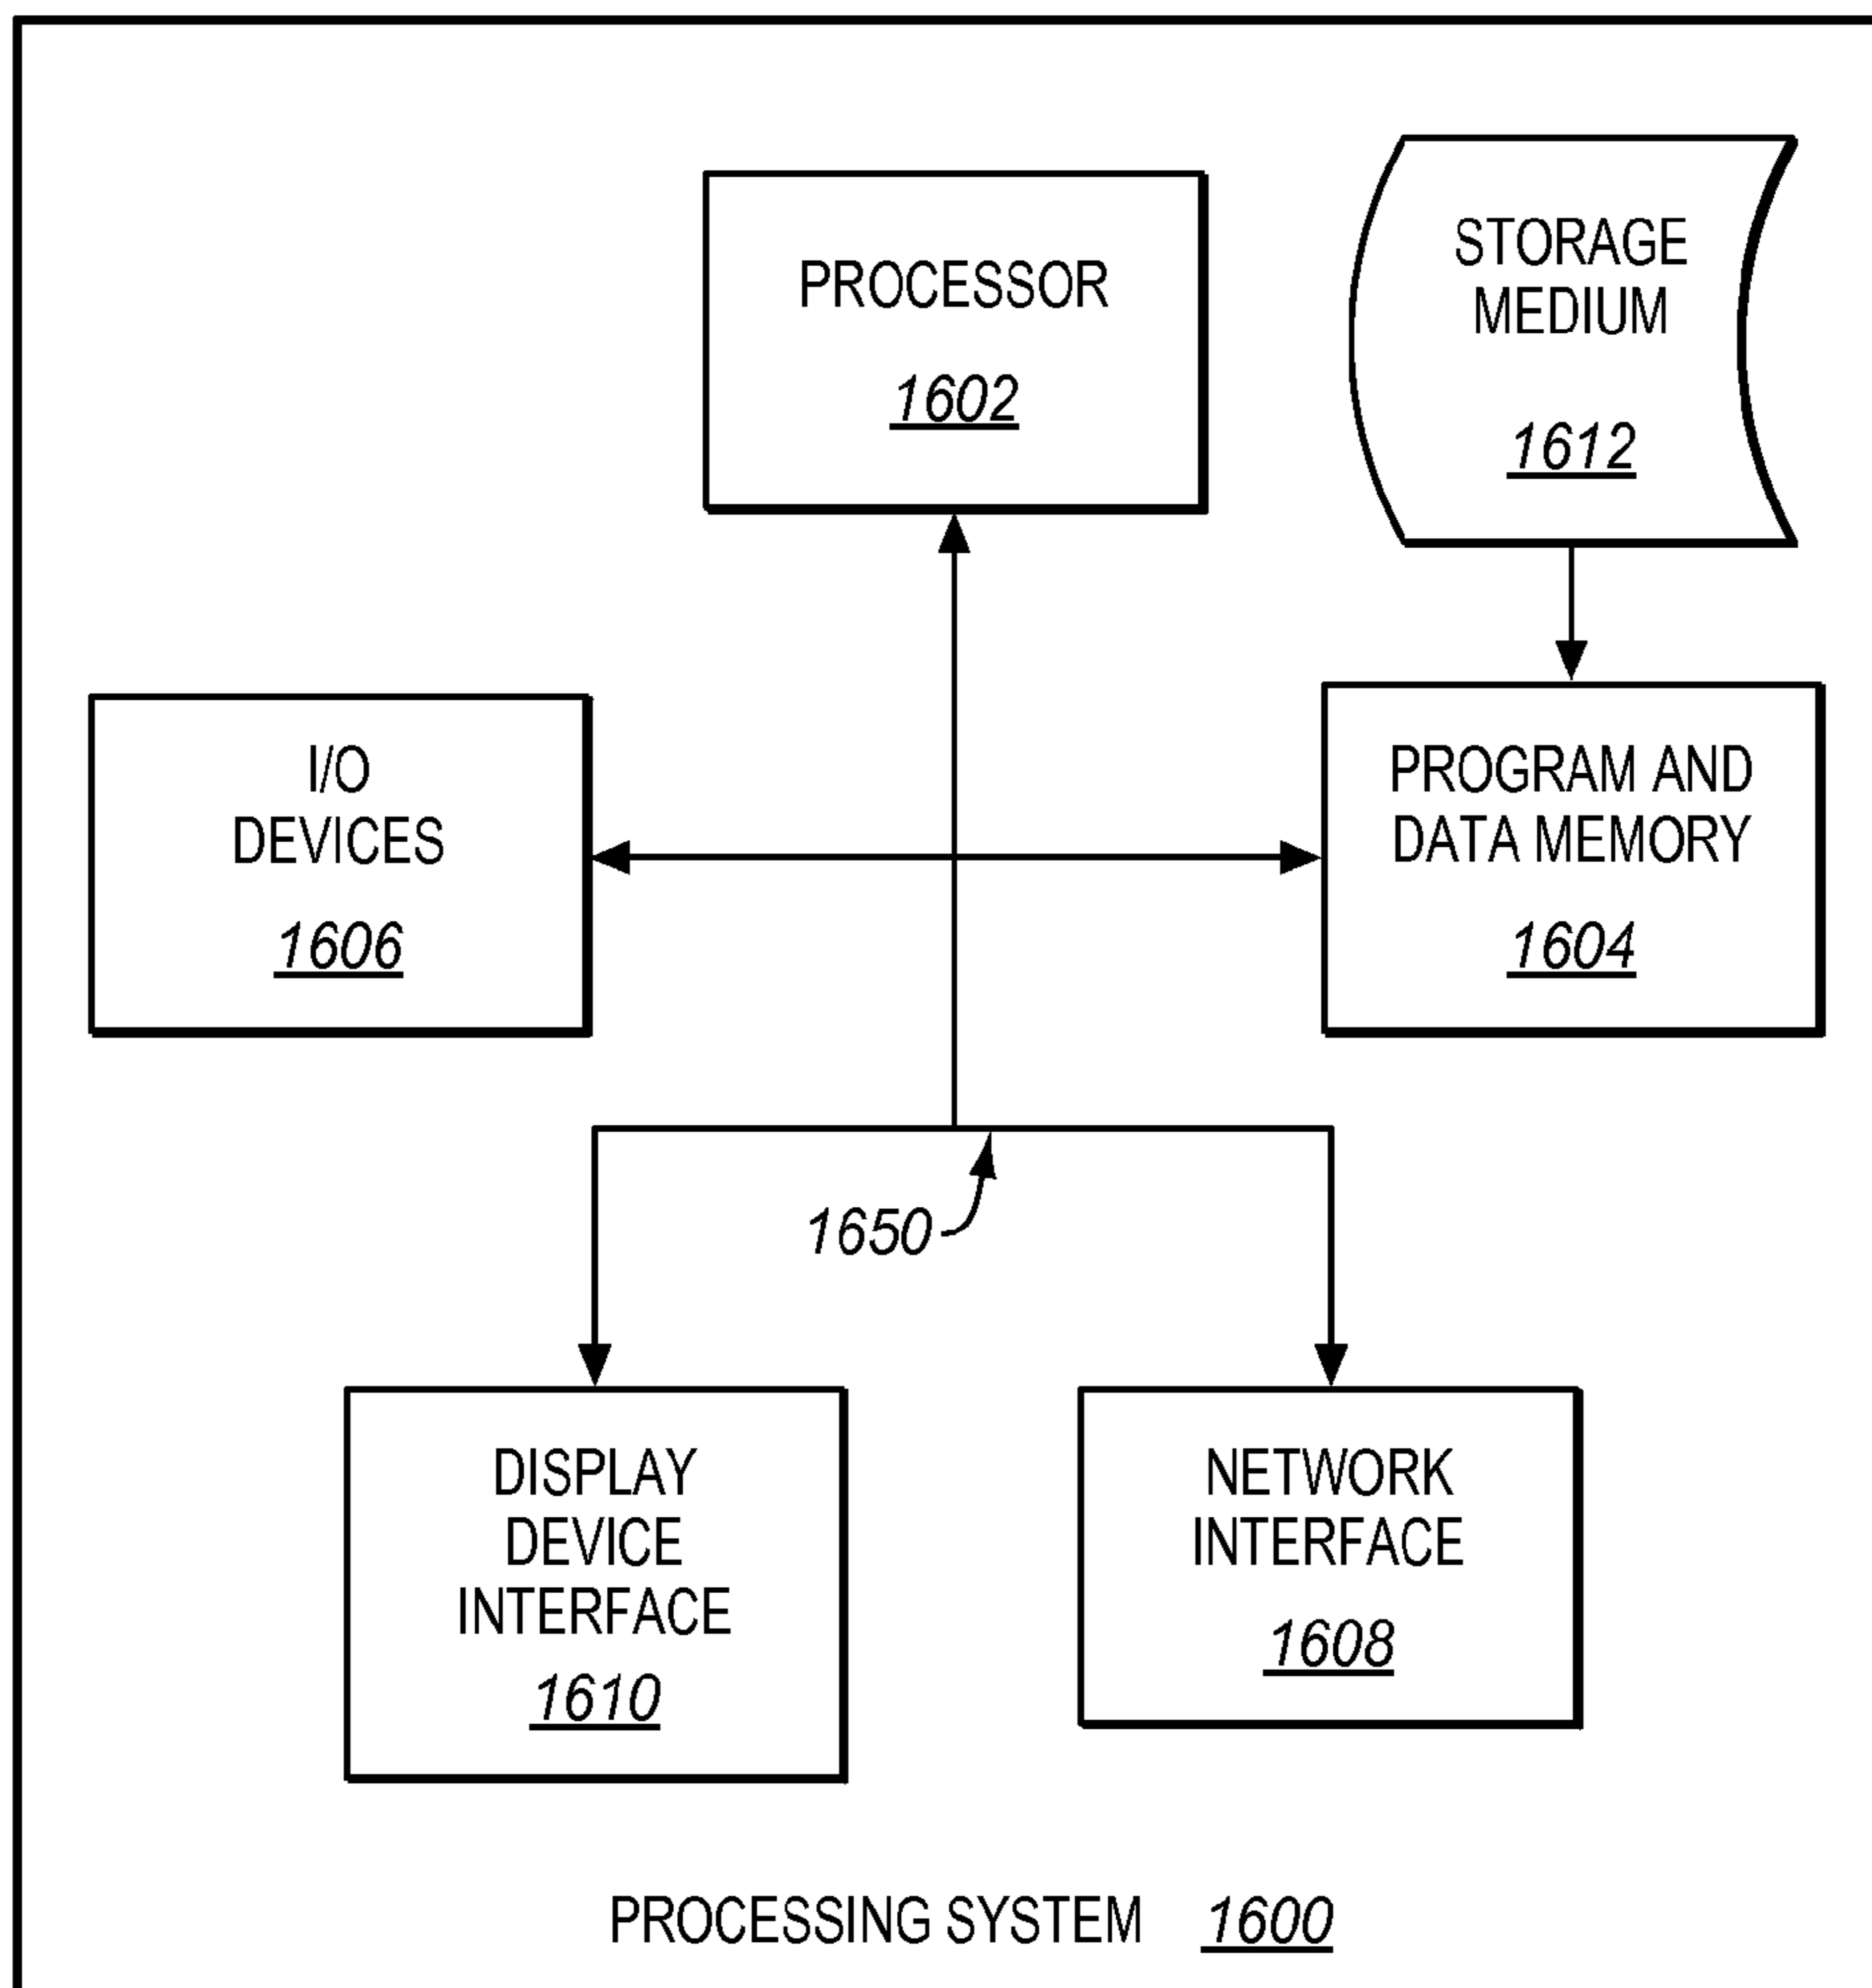 PROCESSOR
1602
STORAGE
MEDIUM
1612
I/O
DEVICES
1606
PROGRAM AND
DATA MEMORY
1604
1650
DISPLAY
DEVICE
INTERFACE
1610
NETWORK
INTERFACE
1608
PROCESSING SYSTEM 1600